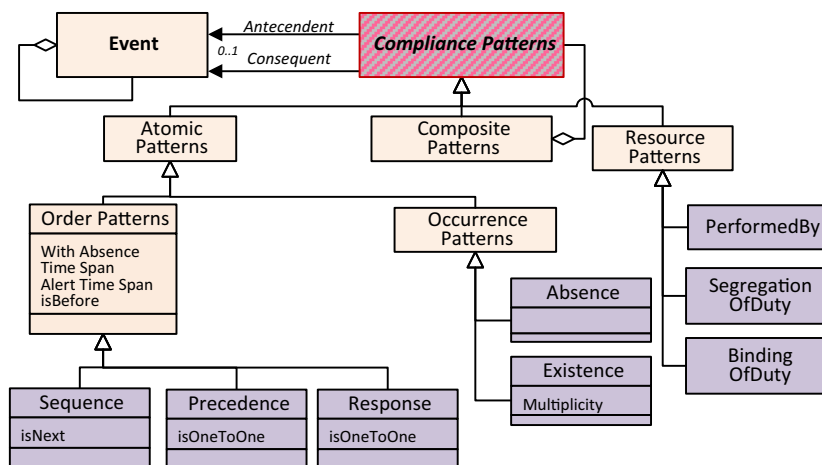 Event
Antecendent
0..1
Consequent
Compliance Patterns
Atomic
Patterns
Composite
Patterns
Resource
Patterns
Order Patterns
With Absence
Time Span
Alert Time Span
isBefore
Occurrence
Patterns
PerformedBy
Segregation
OfDuty
Binding
OfDuty
Absence
Existence
Multiplicity
Sequence
isNext
Precedence
isOneToOne
Response
isOneToOne